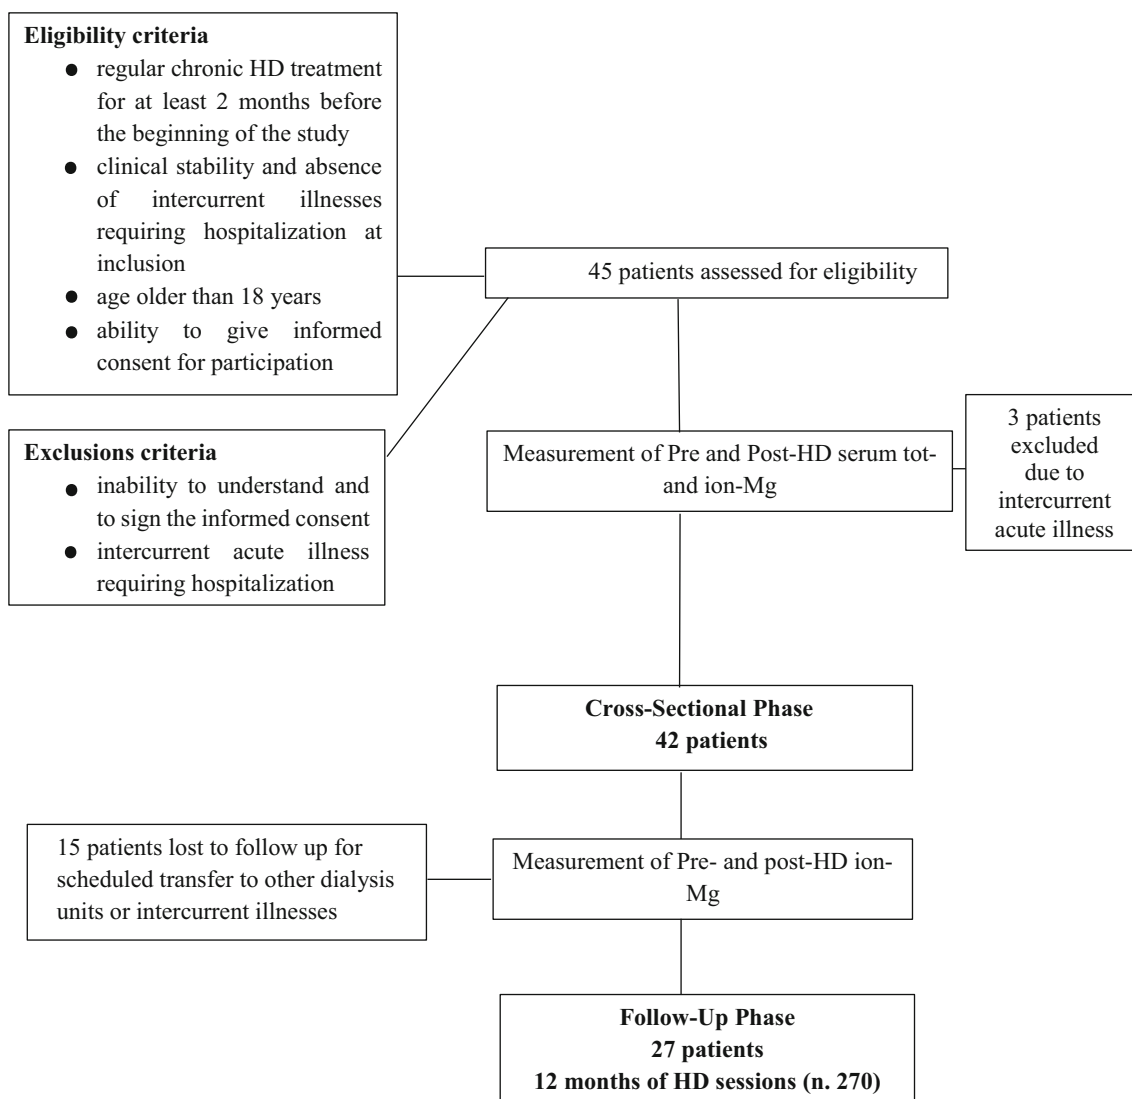 Eligibility criteria
● regular chronic HD treatment
for at least 2 months before
the beginning of the study
● clinical stability and absence
of intercurrent illnesses
requiring hospitalization at
inclusion
● age older than 18 years
● ability to give informed
consent for participation
45 patients assessed for eligibility
Exclusions criteria
● inability to understand and
to sign the informed consent
● intercurrent acute illness
requiring hospitalization
Measurement of Pre and Post-HD serum tot-
and ion-Mg
3 patients
excluded
due to
intercurrent
acute illness
Cross-Sectional Phase
42 patients
15 patients lost to follow up for
scheduled transfer to other dialysis
units or intercurrent illnesses
Measurement of Pre- and post-HD ion-
Mg
Follow-Up Phase
27 patients
12 months of HD sessions (n. 270)